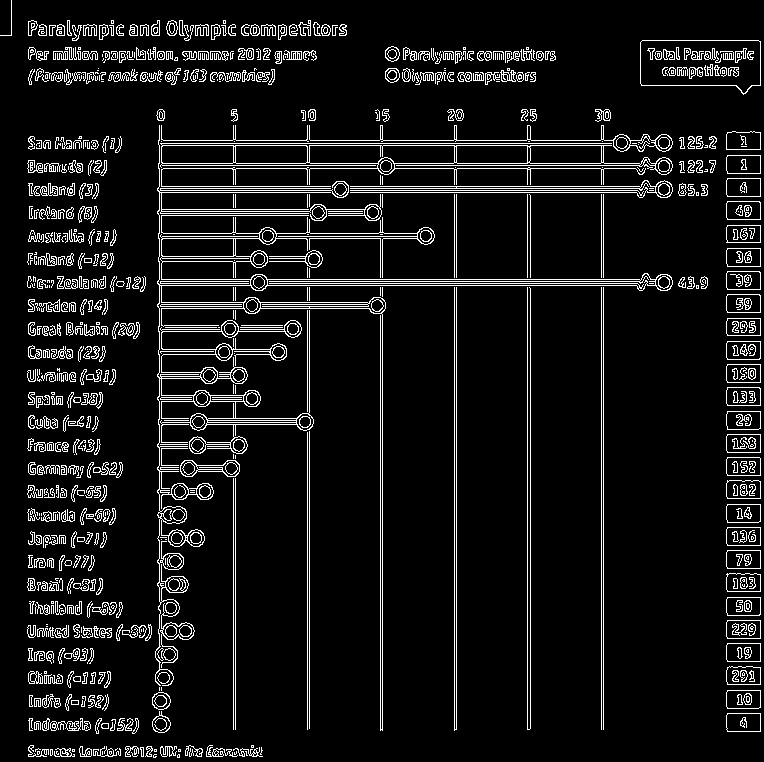 Paralympic and Olympic competitors
Per million population, summer 2012 games
(Paralympic rank out of 163 countries)
Paralympic competitors
Olympic competitors
Total Paralympic
competitors
0 5 10 15 20 25 30
San Marino (1) 125.2 1
Bermuda (2) 122.7 1
Iceland (3) 85.3 4
Ireland (8) 49
Australia (11) 167
Finland (=12) 36
New Zealand (=12) 43.9 39
Sweden (14) 59
Great Britain (20) 295
Canada (23) 149
Ukraine (=31) 150
Spain (=38) 133
Cuba (=41) 29
France (43) 158
Germany (=52) 152
Russia (=65) 182
Rwanda (=69) 14
Japan (=71) 136
Iran (=77) 79
Brazil (=81) 183
Thailand (=89) 50
United States (=89) 229
Iraq (=93) 19
China (=117) 291
India (=152) 10
Indonesia (=152) 4
Sources: London 2012; UN; The Economist